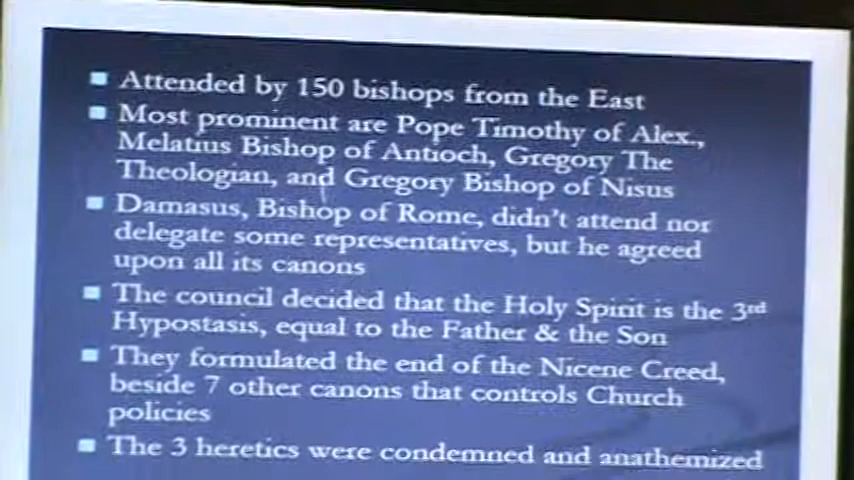 Attended by 150 bishops from the East
Most prominent are Pope Timothy of Alex.,
Melatius Bishop of Antioch, Gregory The
Theologian, and Gregory Bishop of Nisus
Damasus, Bishop of Rome, didn't attend nor
delegate some representatives, but he agreed
upon all its canons
The council decided that the Holy Spirit is the 3rd
Hypostasis, equal to the Father & the Son
They formulated the end of the Nicene Creed,
beside 7 other canons that controls Church
policies
The 3 heretics were condemned and anathemized